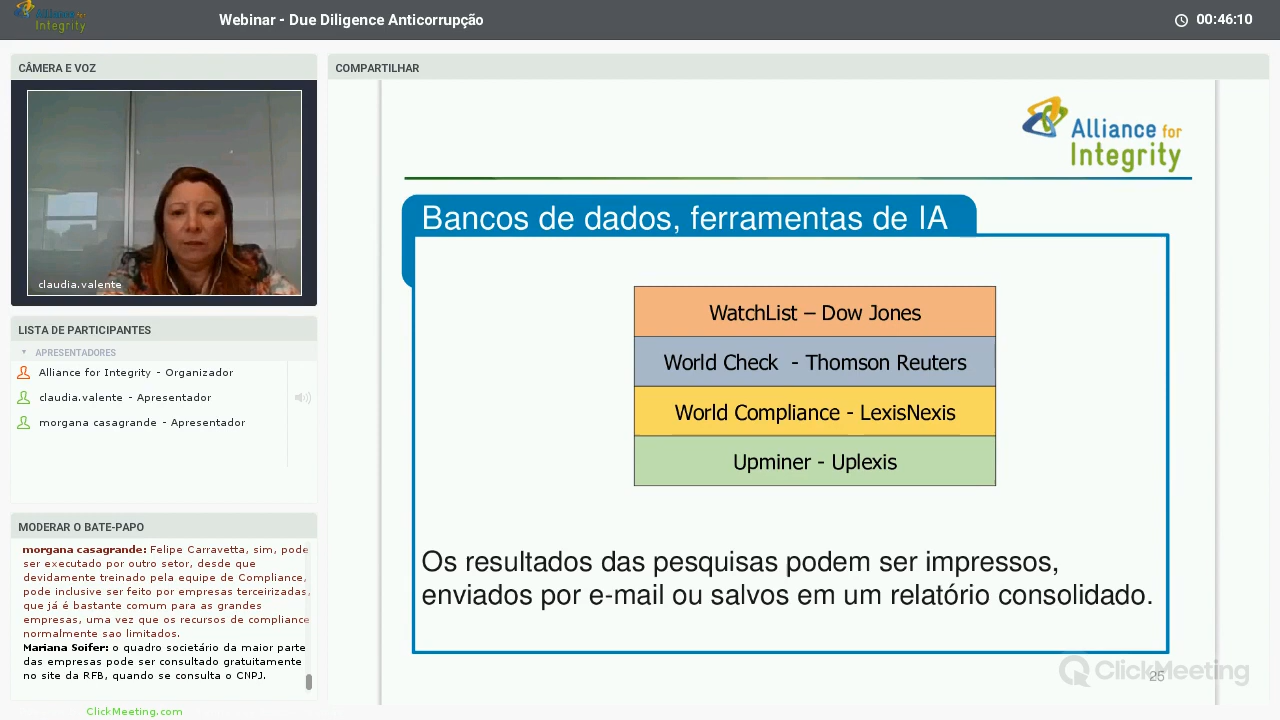 Alliance for
Integrity
Webinar - Due Diligence Anticorrupção
00:46:10
CÂMERA E VOZ
claudia.valente
LISTA DE PARTICIPANTES
APRESENTADORES
Alliance for Integrity - Organizador
claudia.valente - Apresentador
morgana casagrande - Apresentador
MODERAR O BATE-PAPO
morgana casagrande: Felipe Carravetta, sim, pode
ser executado por outro setor, desde que
devidamente treinado pela equipe de Compliance,
pode inclusive ser feito por empresas terceirizadas,
que já é bastante comum para as grandes
empresas, uma vez que os recursos de compliance
normalmente sao limitados.
Mariana Soifer: o quadro societário da maior parte
das empresas pode ser consultado gratuitamente
no site da RFB, quando se consulta o CNPJ.
ClickMeeting.com
COMPARTILHAR
Alliance for
Integrity
Bancos de dados, ferramentas de IA
WatchList – Dow Jones
World Check - Thomson Reuters
World Compliance - LexisNexis
Upminer - Uplexis
Os resultados das pesquisas podem ser impressos,
enviados por e-mail ou salvos em um relatório consolidado.
ClickMeeting
25